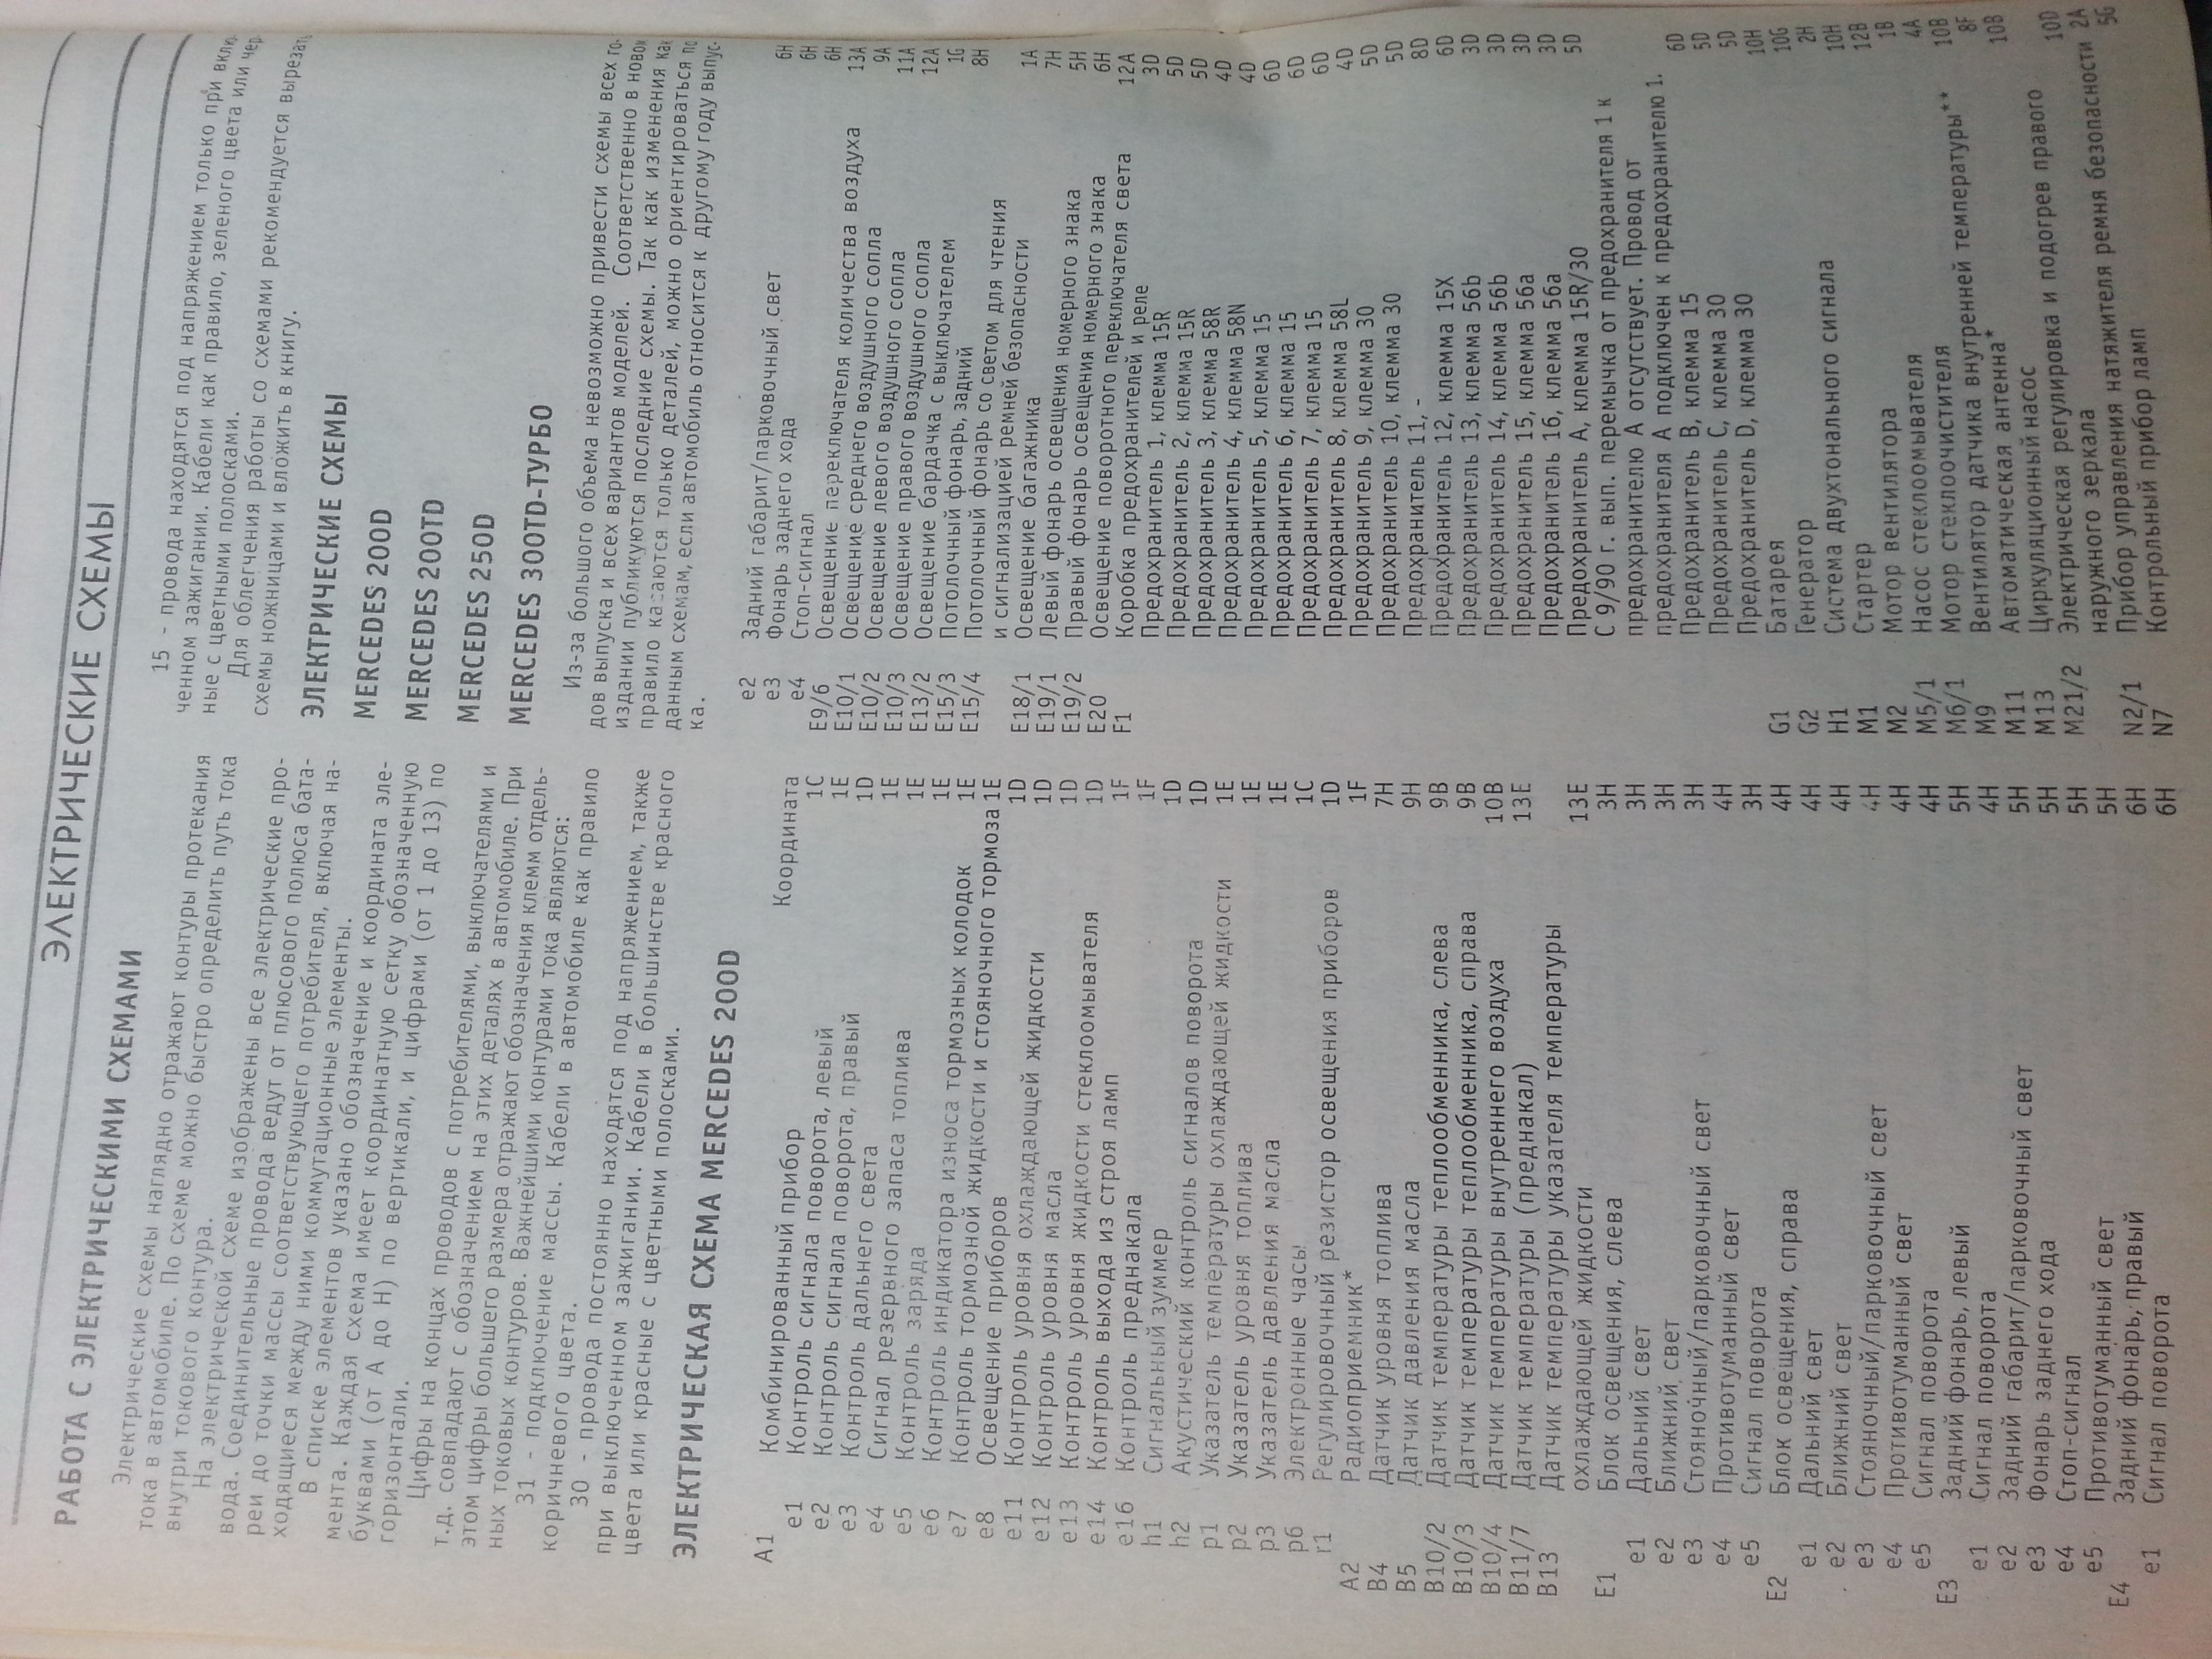 ЭЛЕКТРИЧЕСКИЕ СХЕМЫ
РАБОТА С ЭЛЕКТРИЧЕСКИМИ СХЕМАМИ
Электрические схемы наглядно отражают контуры протекания
тока в автомобиле. По схеме можно быстро определить путь тока
внутри токового контура.
На электрической схеме изображены все электрические про-
вода. Соединительные провода ведут от плюсового полюса бата-
реи до точки массы соответствующего потребителя, включая на-
ходящиеся между ними коммутационные элементы.
В списке элементов указано обозначение и координата эле-
мента. Каждая схема имеет координатную сетку обозначенную
буквами (от A до H) по вертикали, и цифрами (от 1 до 13) по
горизонтали.
Цифры на концах проводов с потребителями, выключателями и
т.д. совпадают с обозначением на этих деталях в автомобиле. При
этом цифры большего размера отражают обозначения клемм отдель-
ных токовых контуров. Важнейшими контурами тока являются:
31 - подключение массы. Кабели в автомобиле как правило
коричневого цвета.
30 - провода постоянно находятся под напряжением, также
при выключенном зажигании. Кабели в большинстве красного
цвета или красные с цветными полосками.
ЭЛЕКТРИЧЕСКАЯ СХЕМА MERCEDES 200D
Координата
A1 Комбинированный прибор 1C
e1 Контроль сигнала поворота, левый 1E
e2 Контроль сигнала поворота, правый 1D
e3 Контроль дальнего света 1E
e4 Сигнал резервного запаса топлива 1E
e5 Контроль заряда 1E
e6 Контроль индикатора износа тормозных колодок 1E
e7 Контроль тормозной жидкости и стояночного тормоза 1E
e8 Освещение приборов 1D
e11 Контроль уровня охлаждающей жидкости 1D
e12 Контроль уровня масла 1D
e13 Контроль уровня жидкости стеклоомывателя 1D
e14 Контроль выхода из строя ламп 1F
e16 Контроль преднакала 1F
h1 Сигнальный зуммер 1D
h2 Акустический контроль сигналов поворота 1D
p1 Указатель температуры охлаждающей жидкости 1E
p2 Указатель уровня топлива 1E
p3 Указатель давления масла 1E
p6 Электронные часы 1C
r1 Регулировочный резистор освещения приборов 1D
A2 Радиоприемник* 1F
B4 Датчик уровня топлива 7H
B5 Датчик давления масла 9H
B10/2 Датчик температуры теплообменника, слева 9B
B10/3 Датчик температуры теплообменника, справа 9B
B10/4 Датчик температуры внутреннего воздуха 10B
B11/7 Датчик температуры (преднакал) 13E
B13 Датчик температуры указателя температуры
охлаждающей жидкости 13E
E1 Блок освещения, слева 3H
e1 Дальний свет 3H
e2 Ближний свет 3H
e3 Стояночный/парковочный свет 3H
e4 Противотуманный свет 4H
e5 Сигнал поворота 3H
E2 Блок освещения, справа 4H
e1 Дальний свет 4H
e2 Ближний свет 4H
e3 Стояночный/парковочный свет 4H
e4 Противотуманный свет 4H
e5 Сигнал поворота 4H
E3 Задний фонарь, левый 5H
e1 Сигнал поворота 4H
e2 Задний габарит/парковочный свет 5H
e3 Фонарь заднего хода 5H
e4 Стоп-сигнал 5H
e5 Противотуманный свет 5H
E4 Задний фонарь, правый 6H
e1 Сигнал поворота 6H
15 - провода находятся под напряжением только при вклю-
ченном зажигании. Кабели как правило, зеленого цвета или чер-
ные с цветными полосками.
Для облегчения работы со схемами рекомендуется вырезать
схемы ножницами и вложить в книгу.
ЭЛЕКТРИЧЕСКИЕ СХЕМЫ
MERCEDES 200D
MERCEDES 200TD
MERCEDES 250D
MERCEDES 300TD-ТУРБО
Из-за большого объема невозможно привести схемы всех го-
дов выпуска и всех вариантов моделей. Соответственно в новом
издании публикуются последние схемы. Так как изменения как
правило касаются только деталей, можно ориентироваться по
данным схемам, если автомобиль относится к другому году выпус-
ка.
e2 Задний габарит/парковочный свет 6H
e3 Фонарь заднего хода 6H
e4 Стоп-сигнал 6H
E9/6 Освещение переключателя количества воздуха 13A
E10/1 Освещение среднего воздушного сопла 9A
E10/2 Освещение левого воздушного сопла 11A
E10/3 Освещение правого воздушного сопла 12A
E13/2 Освещение бардачка с выключателем 1G
E15/3 Потолочный фонарь, задний 8H
E15/4 Потолочный фонарь со светом для чтения
и сигнализацией ремней безопасности 1A
E18/1 Освещение багажника 7H
E19/1 Левый фонарь освещения номерного знака 5H
E19/2 Правый фонарь освещения номерного знака 6H
E20 Освещение поворотного переключателя света 12A
F1 Коробка предохранителей и реле 3D
Предохранитель 1, клемма 15R 5D
Предохранитель 2, клемма 15R 5D
Предохранитель 3, клемма 58R 4D
Предохранитель 4, клемма 58N 4D
Предохранитель 5, клемма 15 6D
Предохранитель 6, клемма 15 6D
Предохранитель 7, клемма 15 6D
Предохранитель 8, клемма 58L 4D
Предохранитель 9, клемма 30 5D
Предохранитель 10, клемма 30 5D
Предохранитель 11, - 8D
Предохранитель 12, клемма 15X 6D
Предохранитель 13, клемма 56b 3D
Предохранитель 14, клемма 56b 3D
Предохранитель 15, клемма 56a 3D
Предохранитель 16, клемма 56a 3D
Предохранитель A, клемма 15R/30 5D
С 9/90 г. вып. перемычка от предохранителя 1 к
предохранителю A отсутствует. Провод от
предохранителя A подключен к предохранителю 1.
Предохранитель B, клемма 15 6D
Предохранитель C, клемма 30 5D
Предохранитель D, клемма 30 5D
G1 Батарея 10H
G2 Генератор 10G
H1 Система двухтонального сигнала 2H
M1 Стартер 10H
M2 Мотор вентилятора 12B
M5/1 Насос стеклоомывателя 1B
M6/1 Мотор стеклоочистителя 4A
M9 Вентилятор датчика внутренней температуры** 10B
M11 Автоматическая антенна* 8F
M13 Циркуляционный насос 10B
M21/2 Электрическая регулировка и подогрев правого
наружного зеркала 10D
N2/1 Прибор управления натяжителя ремня безопасности 2A
N7 Контрольный прибор ламп 5G